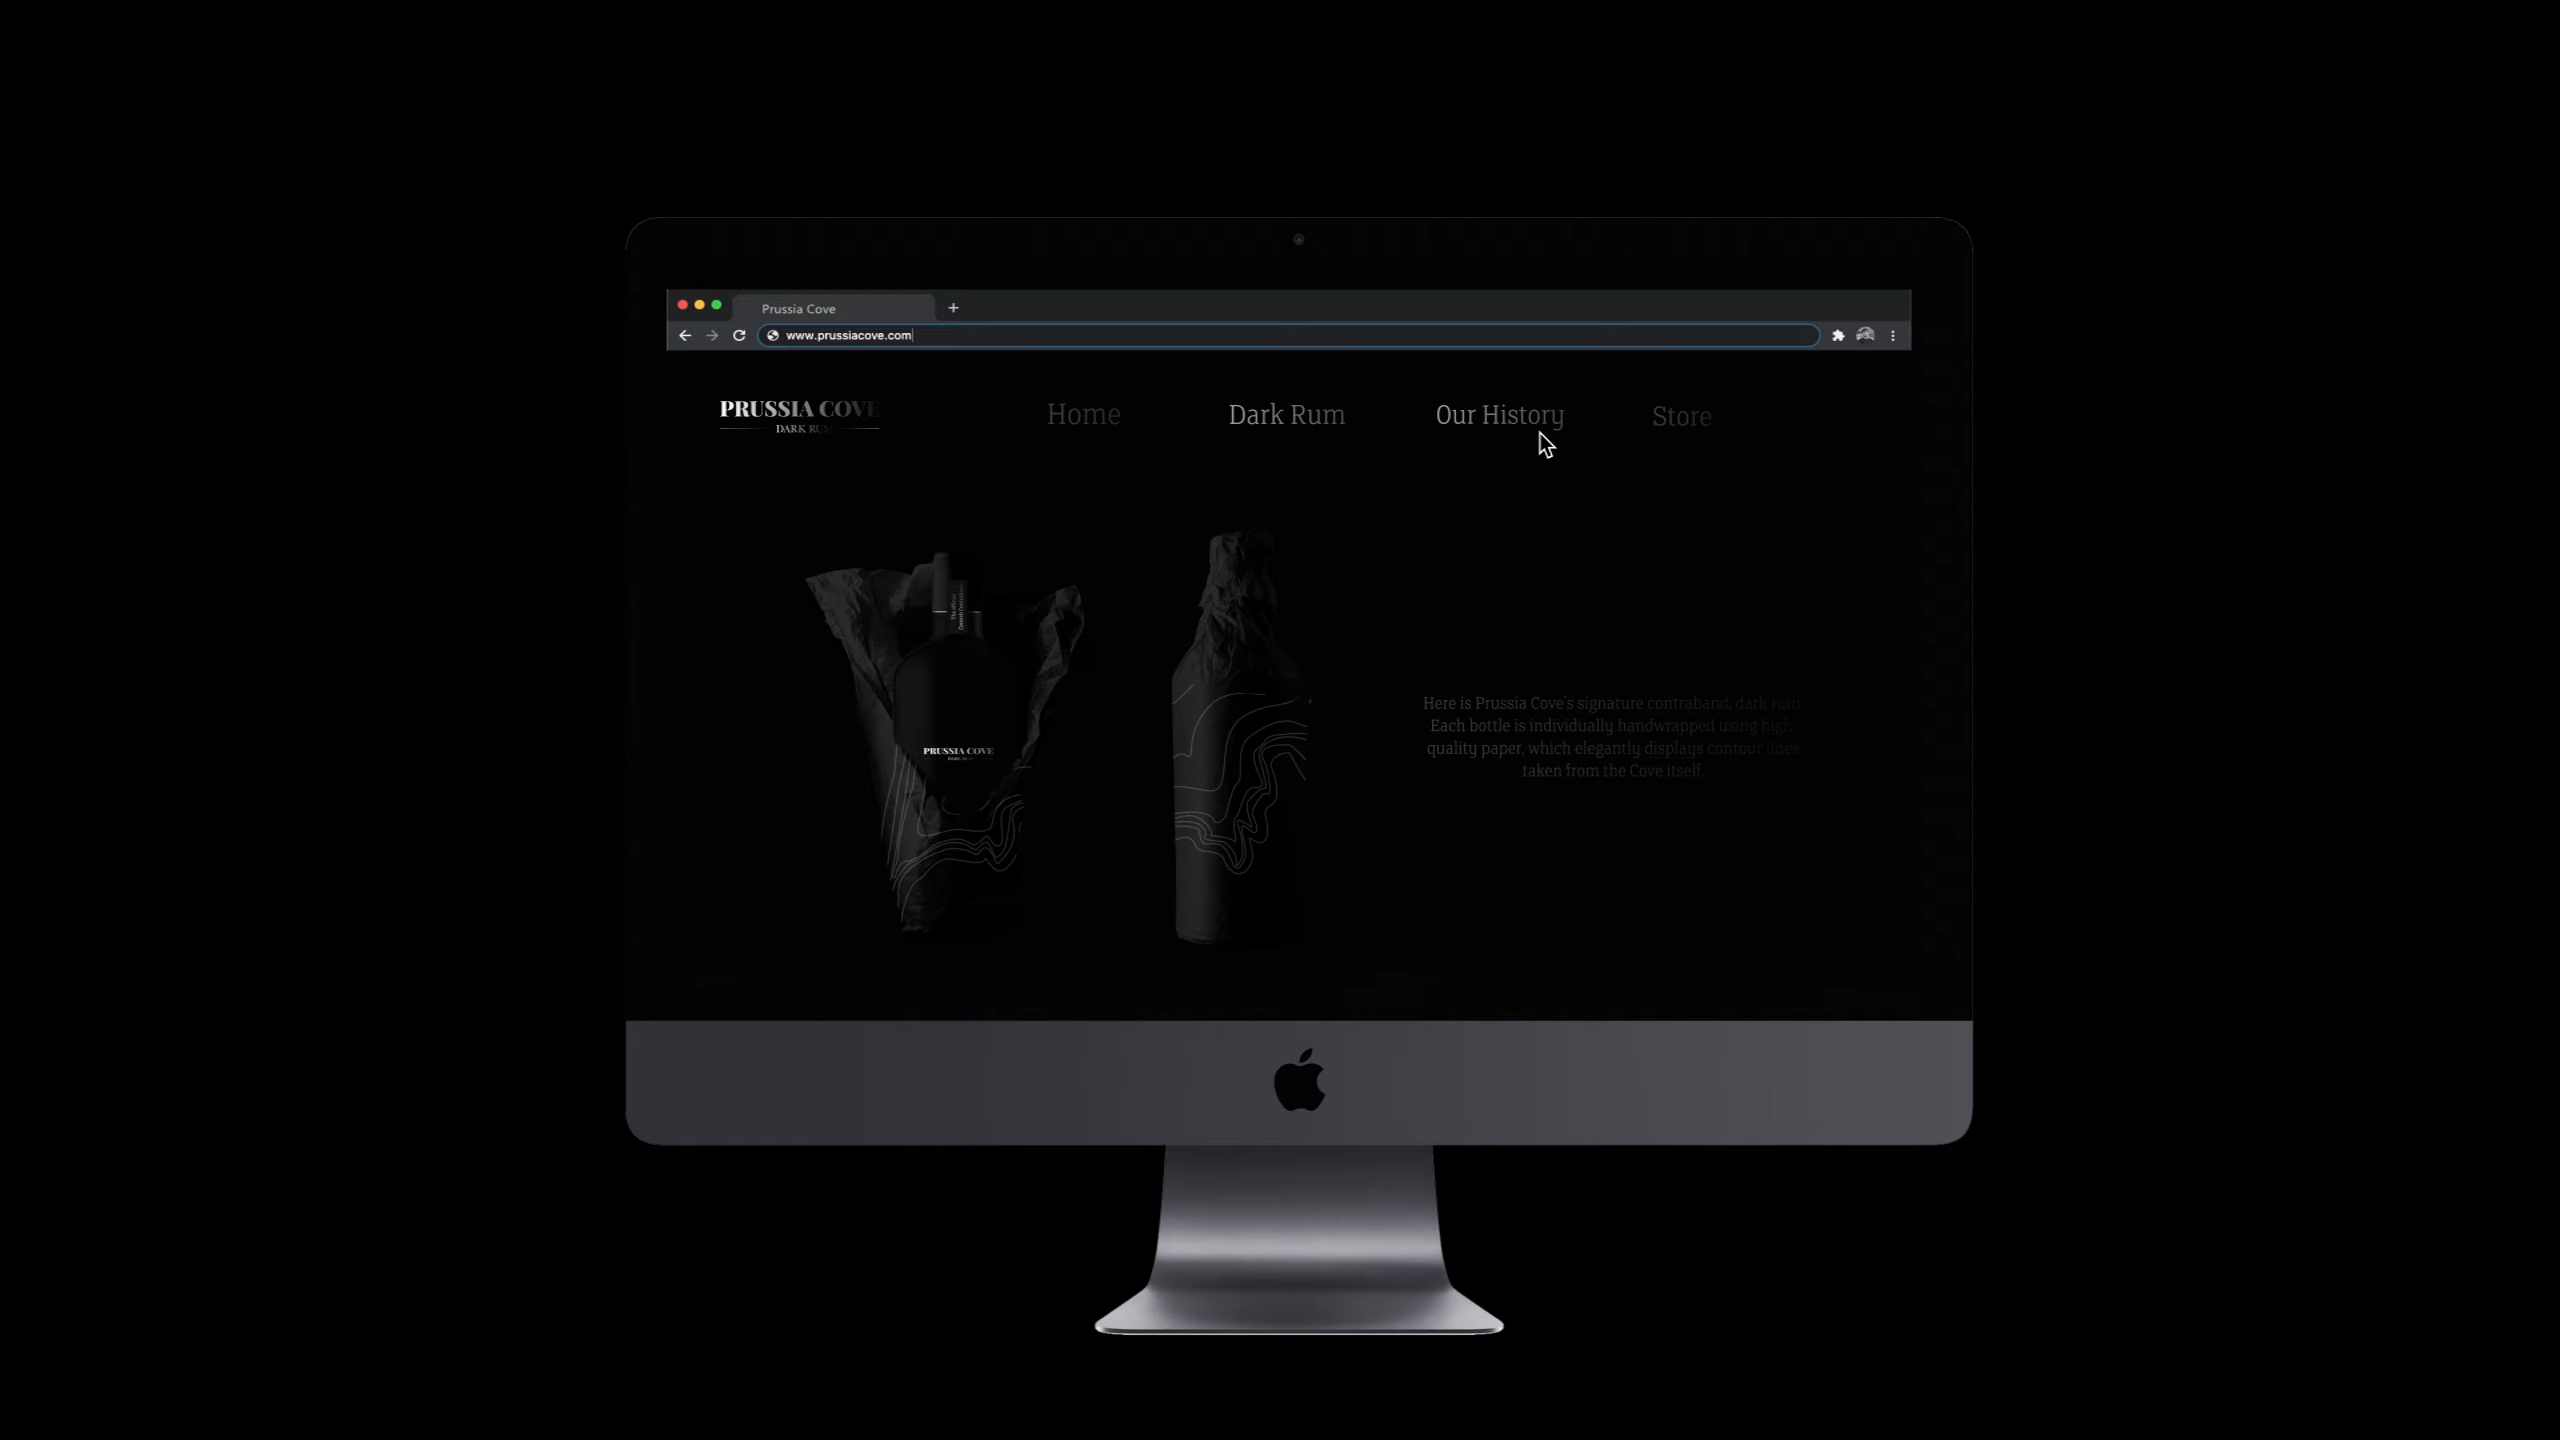 Prussia Cove
www.prussiacove.com
PRUSSIA COVE
DARK RUM
Home
Dark Rum
Our History
Store
PRUSSIA COVE
DARK RUM
Here is Prussia Cove's signature contraband, dark rum
Each bottle is individually handwrapped using high
quality paper, which elegantly displays contour lines
taken from the Cove itself.